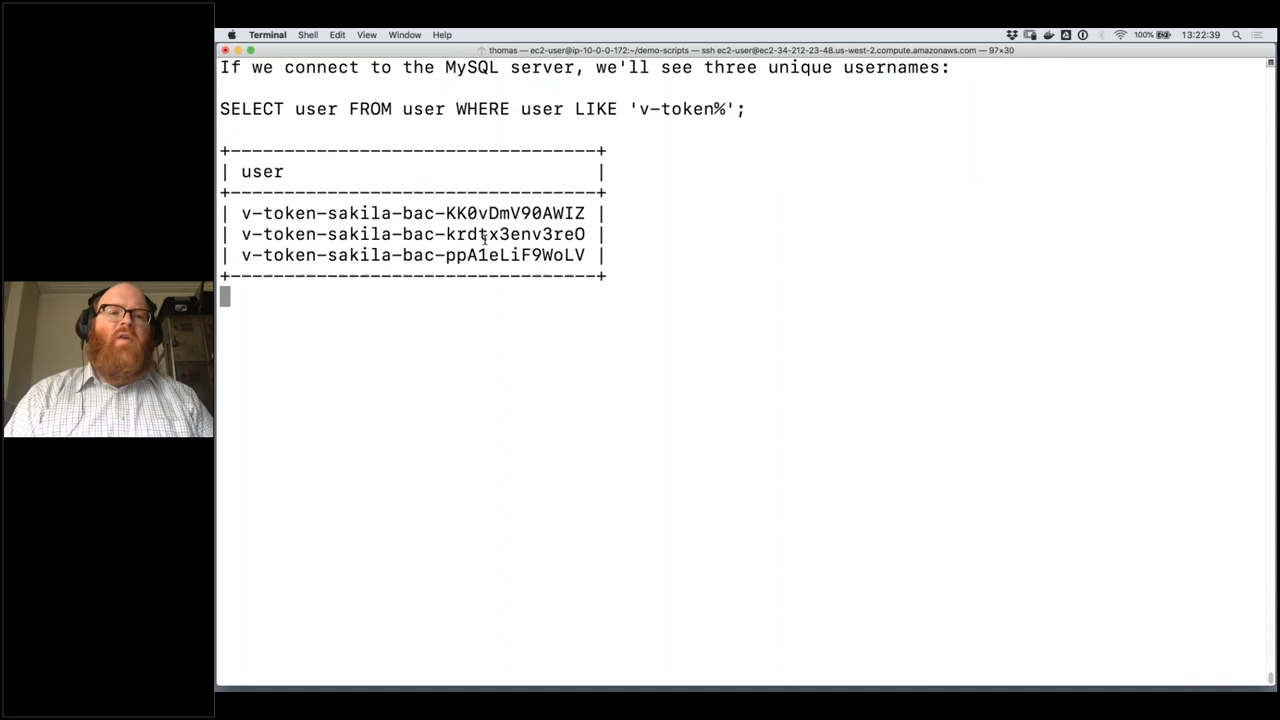 Terminal Shell Edit View Window Help 100% 13:22:39
thomas — ec2-user@ip-10-0-0-172:~/demo-scripts — ssh ec2-user@ec2-34-212-23-48.us-west-2.compute.amazonaws.com — 97×30
If we connect to the MySQL server, we'll see three unique usernames:
SELECT user FROM user WHERE user LIKE 'v-token%';
+----------------------------------+
| user |
+----------------------------------+
| v-token-sakila-bac-KK0vDmV90AWIZ |
| v-token-sakila-bac-krdtx3env3reO |
| v-token-sakila-bac-ppA1eLiF9WoLV |
+----------------------------------+